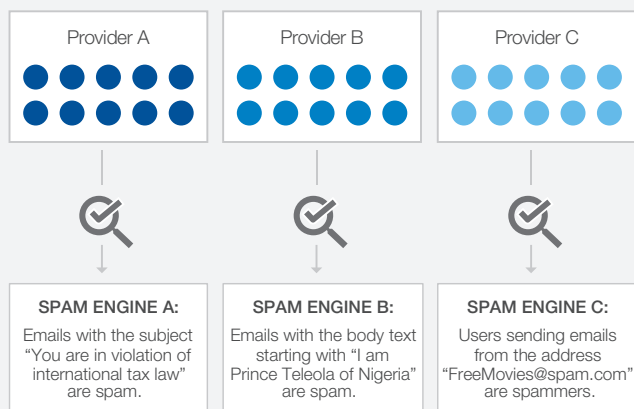 Provider A
Provider B
Provider C
SPAM ENGINE A:
Emails with the subject
“You are in violation of
international tax law”
are spam.
SPAM ENGINE B:
Emails with the body text
starting with “I am
Prince Teleola of Nigeria”
are spam.
SPAM ENGINE C:
Users sending emails
from the address
“FreeMovies@spam.com”
are spammers.